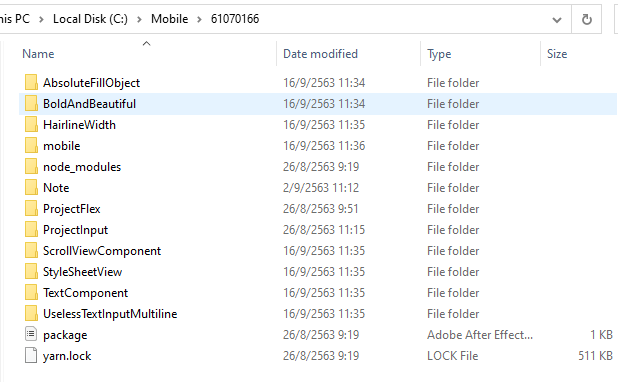 his PC > Local Disk (C:) > Mobile > 61070166
Name Date modified Type Size
AbsoluteFillObject 16/9/2563 11:34 File folder
BoldAndBeautiful 16/9/2563 11:34 File folder
HairlineWidth 16/9/2563 11:35 File folder
mobile 16/9/2563 11:36 File folder
node_modules 26/8/2563 9:19 File folder
Note 2/9/2563 11:12 File folder
ProjectFlex 26/8/2563 9:51 File folder
ProjectInput 26/8/2563 11:15 File folder
ScrollViewComponent 16/9/2563 11:35 File folder
StyleSheetView 16/9/2563 11:35 File folder
TextComponent 16/9/2563 11:35 File folder
UselessTextInputMultiline 16/9/2563 11:35 File folder
package 26/8/2563 9:19 Adobe After Effect... 1 KB
yarn.lock 26/8/2563 9:19 LOCK File 511 KB